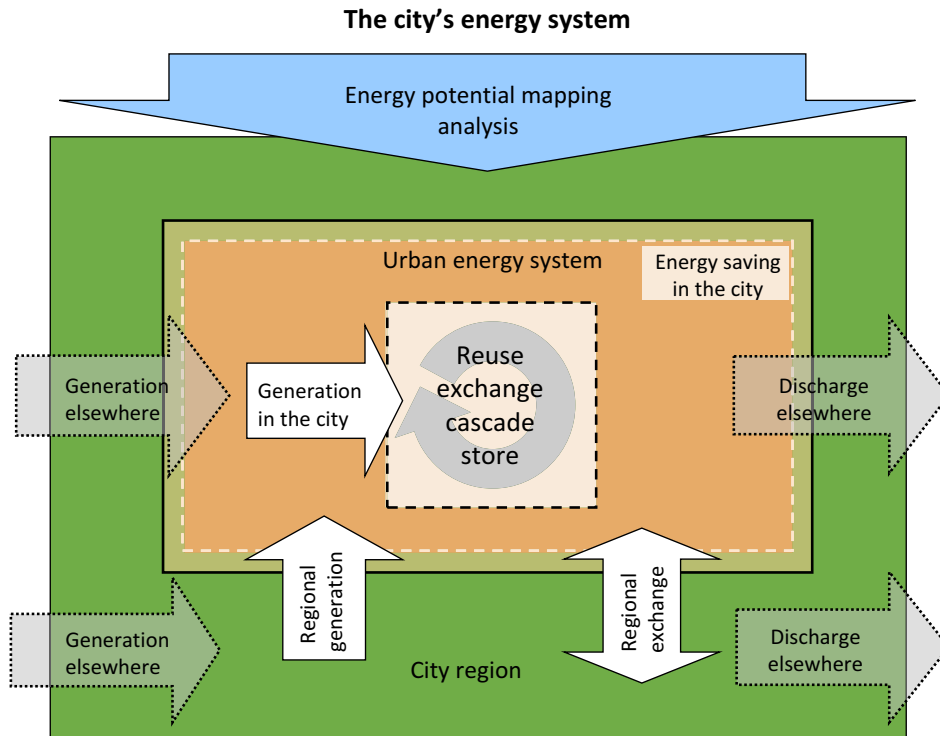 The city's energy system
Energy potential mapping
analysis
Urban energy system
Energy saving
in the city
Generation
elsewhere
Generation
in the city
Reuse
exchange
cascade
store
Discharge
elsewhere
Regional
generation
Regional
exchange
Generation
elsewhere
City region
Discharge
elsewhere